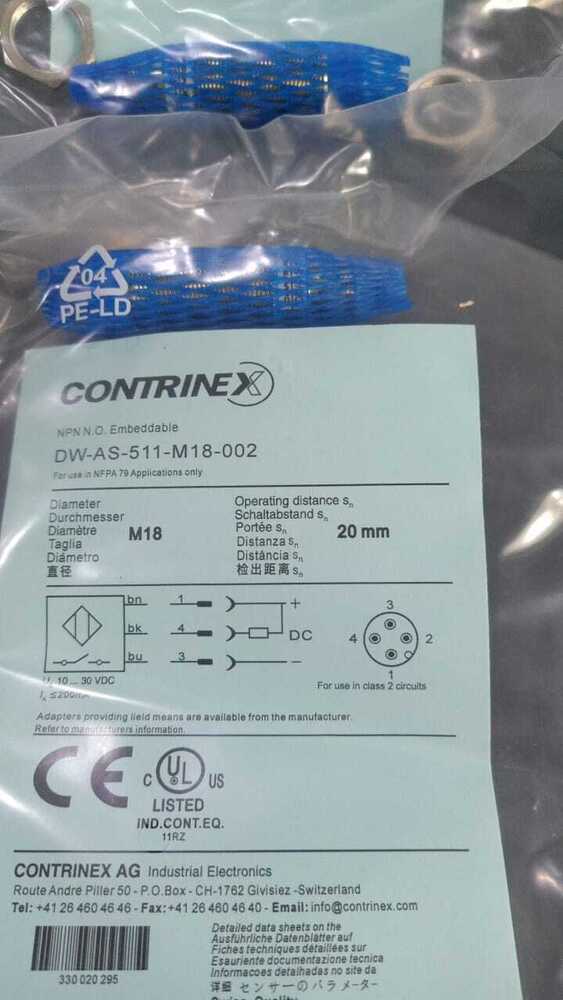 04
PE-LD
CONTRINEX
NPN N.O. Embeddable
DW-AS-511-M18-002
For use in NFPA 79 Applications only
Diameter
Durchmesser
Diamètre
Taglia
Diámetro
直径
M18
Operating distance sn
Schaltabstand sn
Portée sn
Distanza sn
Distância sn
检出距离 sn
20 mm
bn 1 +
bk 4 DC
bu 3 −
10 ... 30 VDC
≤200mA
3
4 2
1
For use in class 2 circuits
Adapters providing field means are available from the manufacturer.
Refer to manufacturers information.
CE
C UL US
LISTED
IND.CONT.EQ.
11RZ
CONTRINEX AG Industrial Electronics
Route André Piller 50 - P.O.Box - CH-1762 Givisiez -Switzerland
Tel: +41 26 460 46 46 - Fax:+41 26 460 46 40 - Email: info@contrinex.com
330 020 295
Detailed data sheets on the
Ausführliche Datenblätter auf
Fiches techniques détaillées sur
Esauriente documentazione tecnica
Informacoes detalhadas no site da
详细 センサーのパラメーター